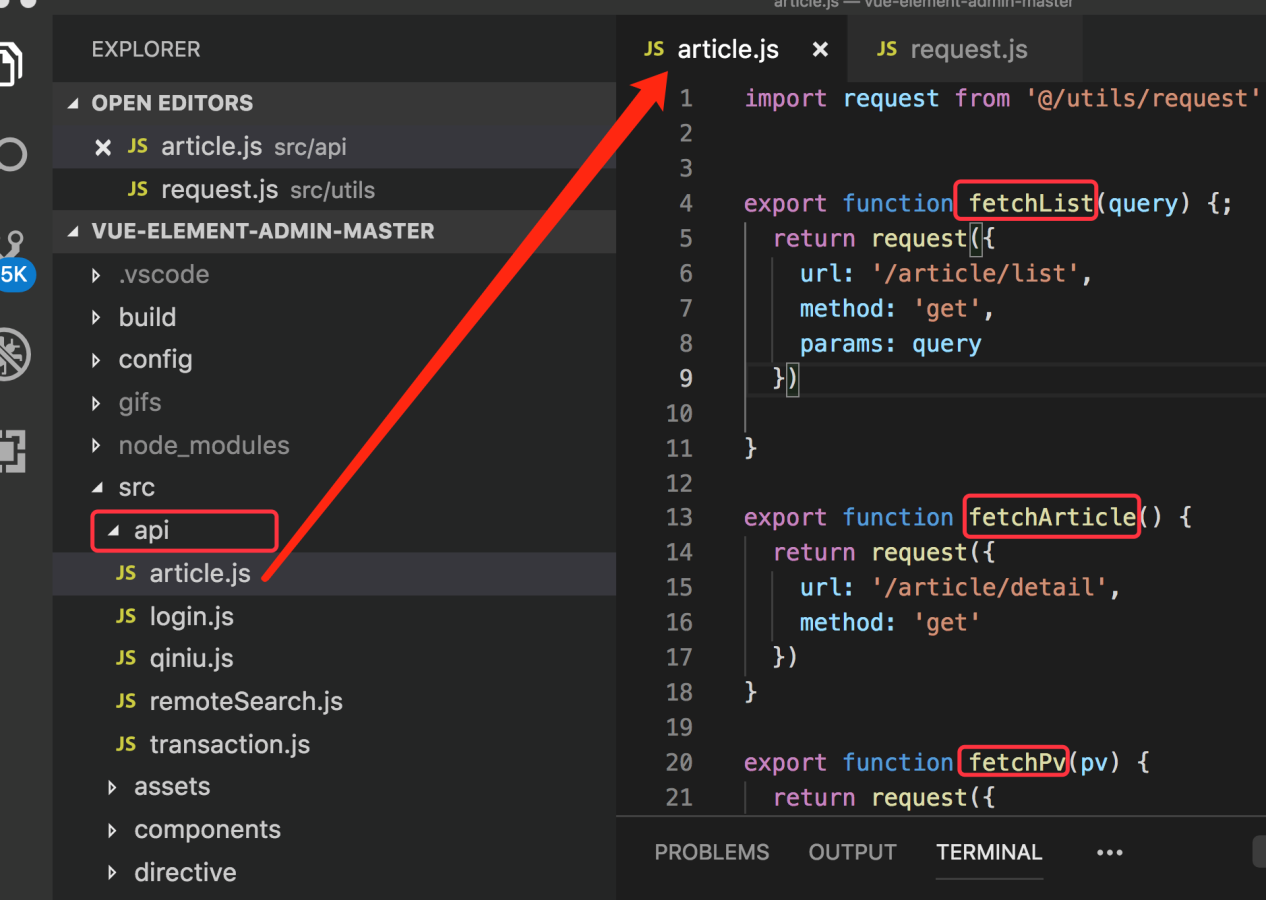 article.js — vue-element-admin-master
EXPLORER
OPEN EDITORS
JS article.js src/api
JS request.js src/utils
VUE-ELEMENT-ADMIN-MASTER
.vscode
build
config
gifs
node_modules
src
api
JS article.js
JS login.js
JS qiniu.js
JS remoteSearch.js
JS transaction.js
assets
components
directive
5K
JS article.js
JS request.js
1 import request from '@/utils/request'
2
3
4 export function fetchList(query) {;
5 return request({
6 url: '/article/list',
7 method: 'get',
8 params: query
9 })
10
11 }
12
13 export function fetchArticle() {
14 return request({
15 url: '/article/detail',
16 method: 'get'
17 })
18 }
19
20 export function fetchPv(pv) {
21 return request({
PROBLEMS OUTPUT TERMINAL •••